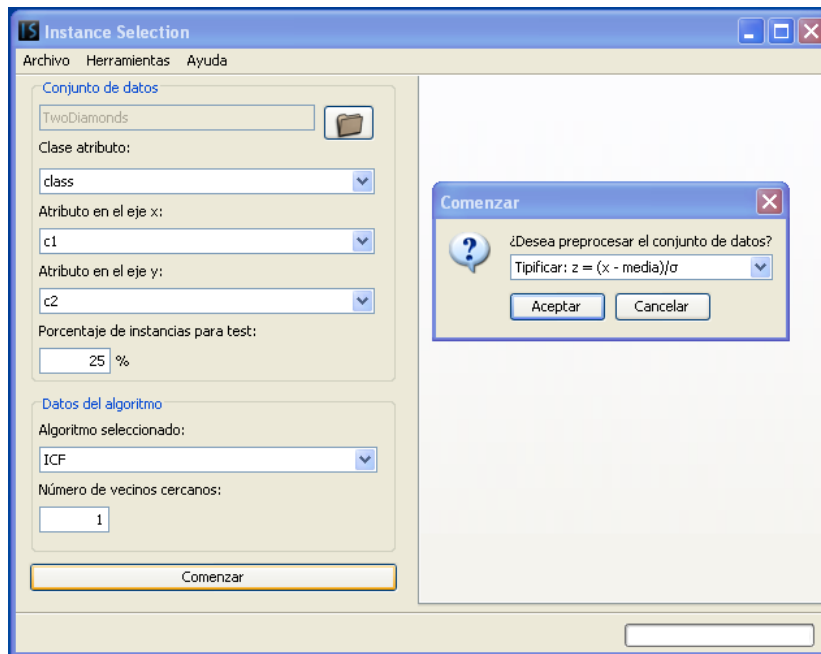 IS Instance Selection
Archivo Herramientas Ayuda
Conjunto de datos
TwoDiamonds
Clase atributo:
class
Atributo en el eje x:
c1
Atributo en el eje y:
c2
Porcentaje de instancias para test:
25 %
Datos del algoritmo
Algoritmo seleccionado:
ICF
Número de vecinos cercanos:
1
Comenzar
Comenzar
¿Desea preprocesar el conjunto de datos?
Tipificar: z = (x - media)/σ
Aceptar Cancelar